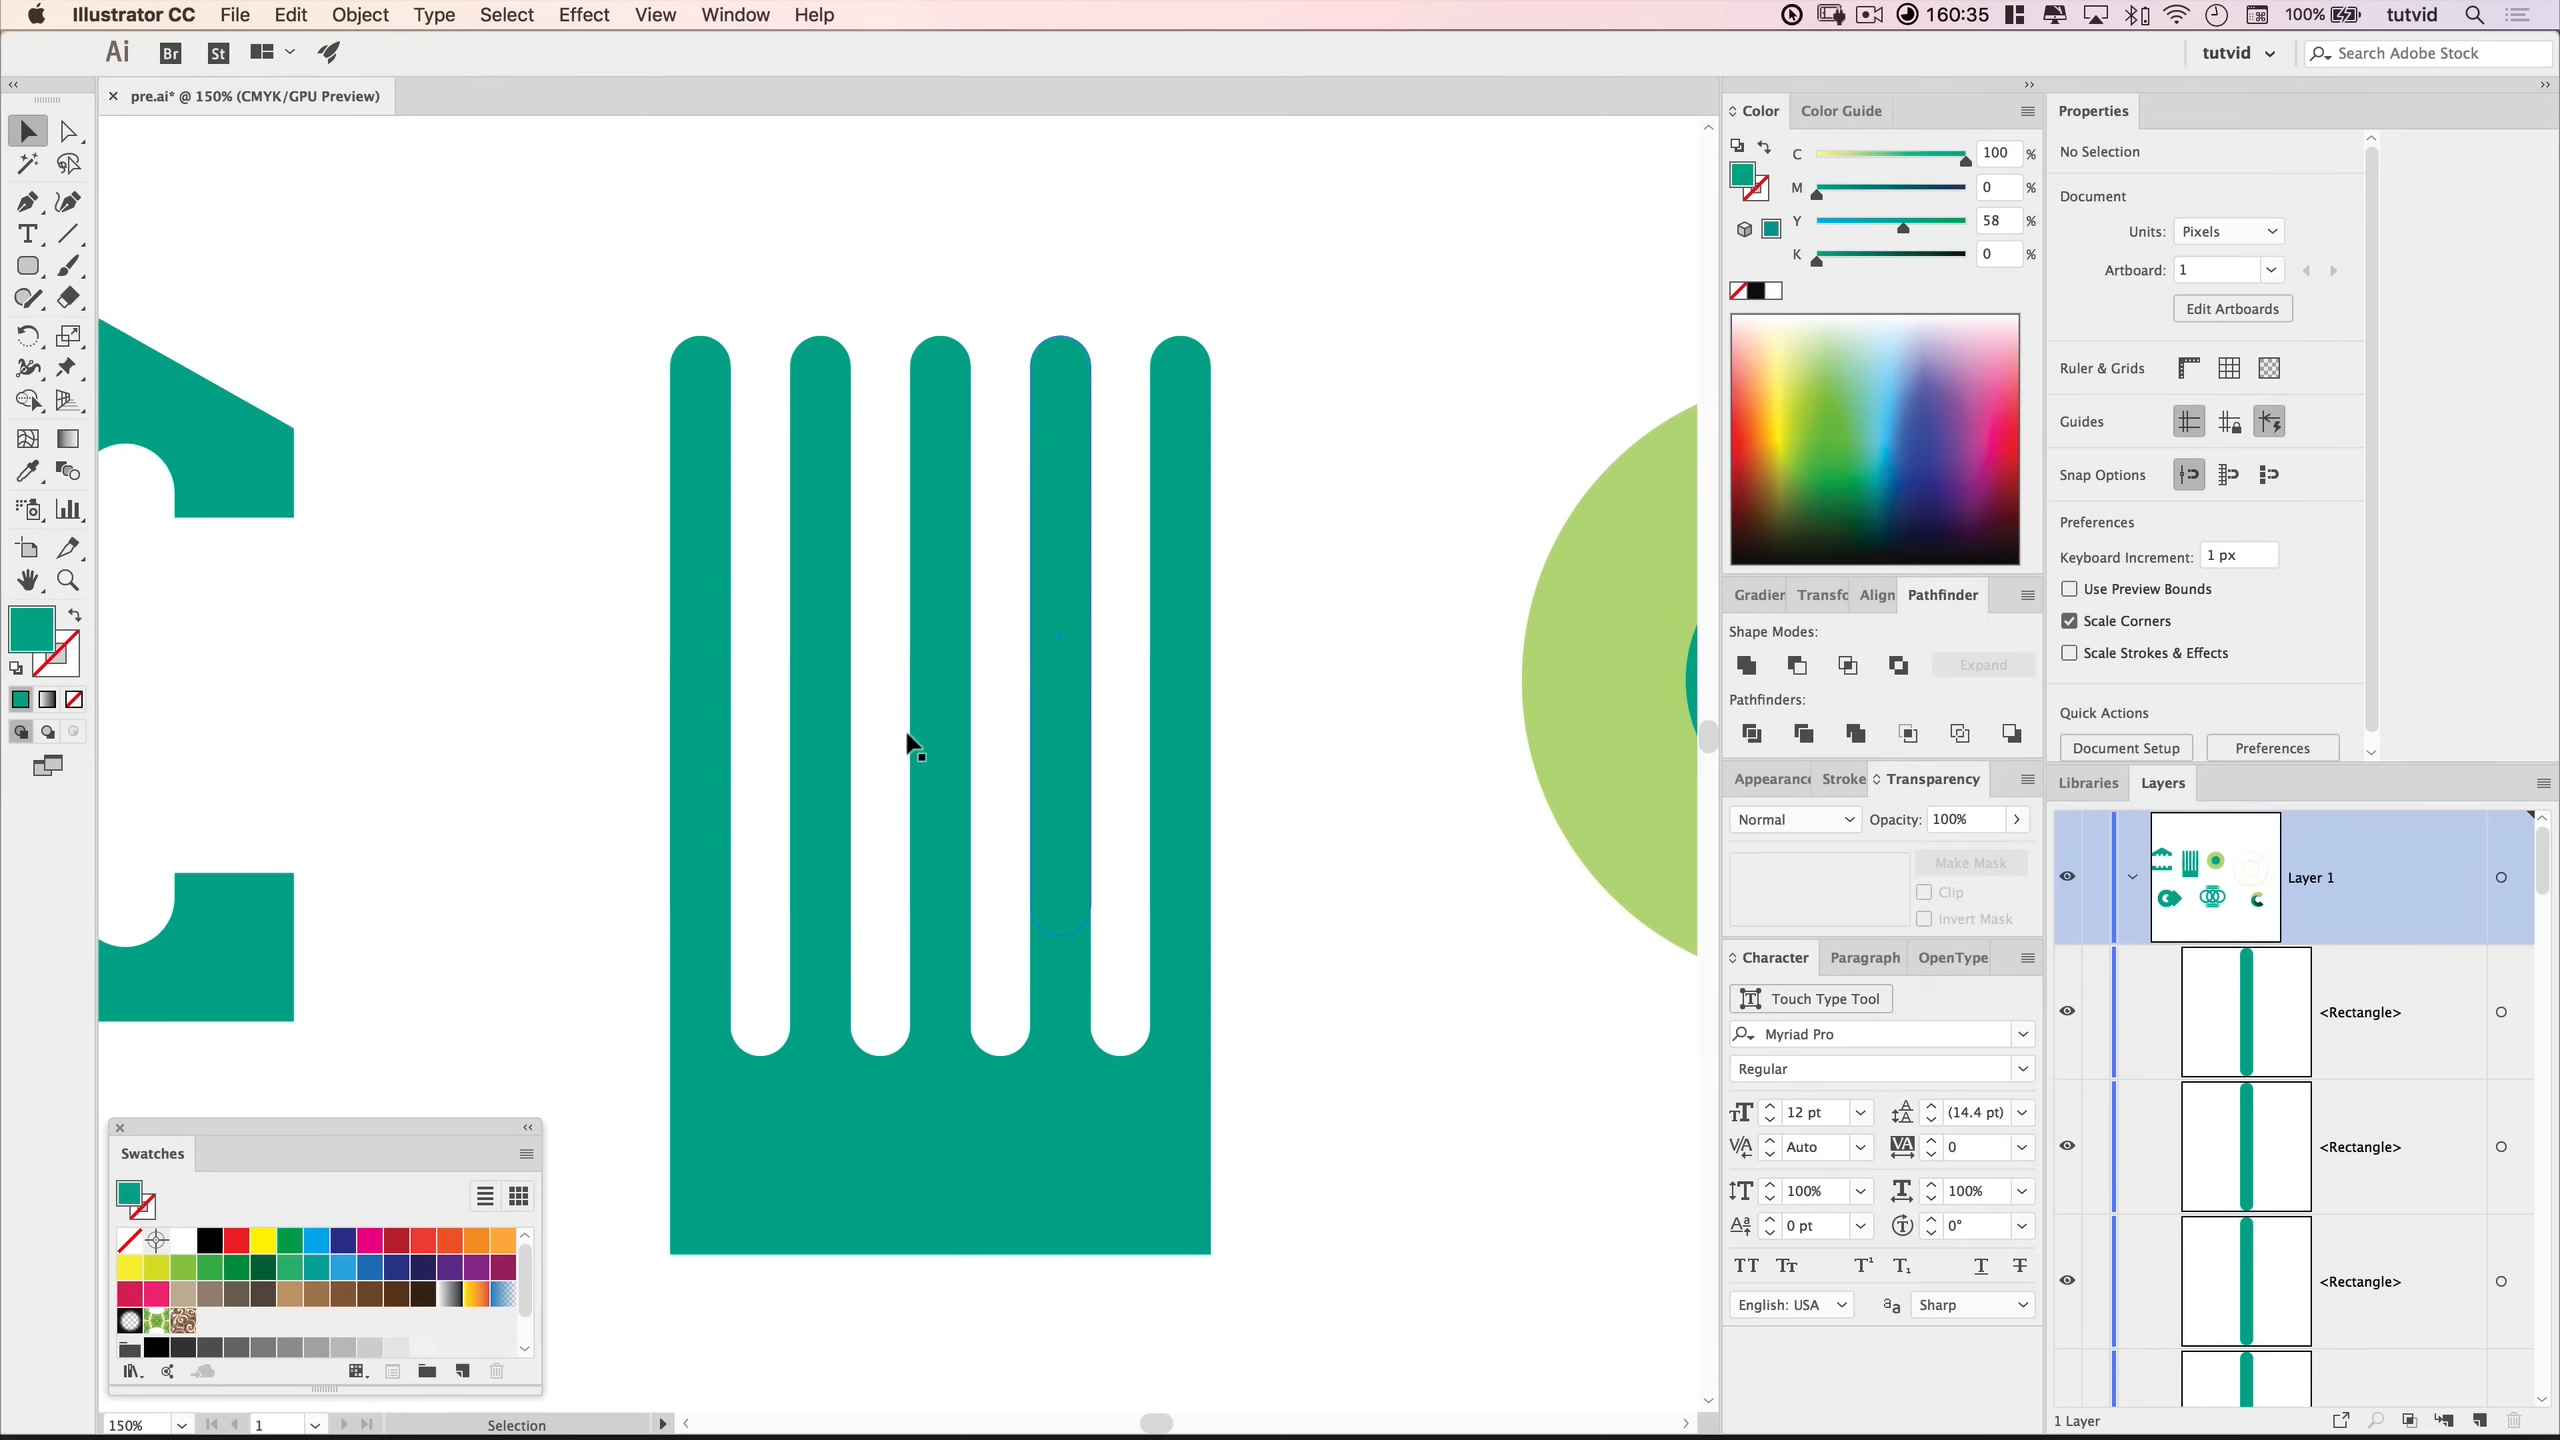 Illustrator CC File Edit Object Type Select Effect View Window Help 160:35 100% tutvid
Ai Br St tutvid Search Adobe Stock
pre.ai* @ 150% (CMYK/GPU Preview)
Color Color Guide
C 100 %
M 0 %
Y 58 %
K 0 %
Gradien Transfo Align Pathfinder
Shape Modes:
Expand
Pathfinders:
Appearanc Stroke Transparency
Normal Opacity: 100%
Make Mask
Clip
Invert Mask
Character Paragraph OpenType
Touch Type Tool
Myriad Pro
Regular
12 pt (14.4 pt)
Auto 0
100% 100%
0 pt 0°
English: USA Sharp
Properties
No Selection
Document
Units: Pixels
Artboard: 1
Edit Artboards
Ruler & Grids
Guides
Snap Options
Preferences
Keyboard Increment: 1 px
Use Preview Bounds
Scale Corners
Scale Strokes & Effects
Quick Actions
Document Setup Preferences
Libraries Layers
Layer 1
<Rectangle>
<Rectangle>
<Rectangle>
1 Layer
Swatches
150% 1 Selection